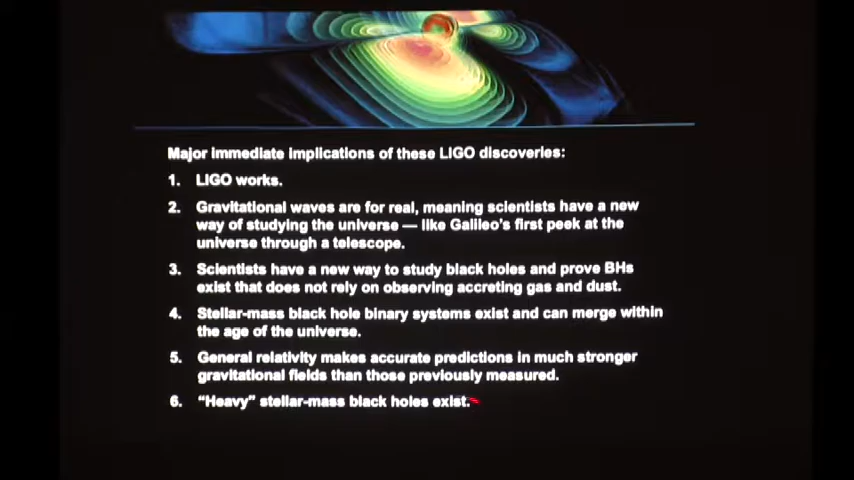 Major immediate implications of these LIGO discoveries:
1. LIGO works.
2. Gravitational waves are for real, meaning scientists have a new
way of studying the universe — like Galileo's first peek at the
universe through a telescope.
3. Scientists have a new way to study black holes and prove BHs
exist that does not rely on observing accreting gas and dust.
4. Stellar-mass black hole binary systems exist and can merge within
the age of the universe.
5. General relativity makes accurate predictions in much stronger
gravitational fields than those previously measured.
6. “Heavy” stellar-mass black holes exist.